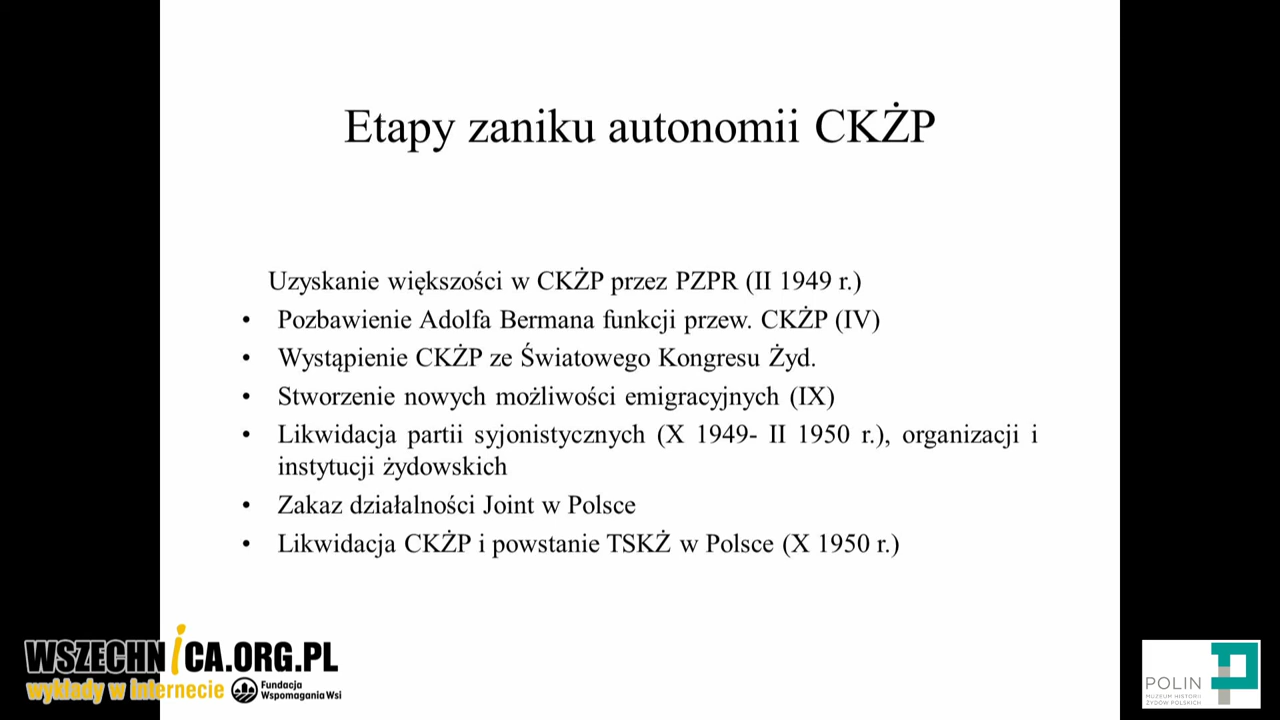 Etapy zaniku autonomii CKŻP
Uzyskanie większości w CKŻP przez PZPR (II 1949 r.)
• Pozbawienie Adolfa Bermana funkcji przew. CKŻP (IV)
• Wystąpienie CKŻP ze Światowego Kongresu Żyd.
• Stworzenie nowych możliwości emigracyjnych (IX)
• Likwidacja partii syjonistycznych (X 1949- II 1950 r.), organizacji i
instytucji żydowskich
• Zakaz działalności Joint w Polsce
• Likwidacja CKŻP i powstanie TSKŻ w Polsce (X 1950 r.)
WSZECHNiCA.ORG.PL
wykłady w internecie
Fundacja
Wspomagania Wsi
POLIN
MUZEUM HISTORII
ŻYDÓW POLSKICH